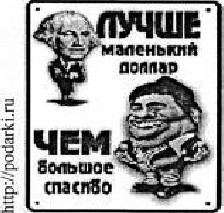 ЛУЧШЕ
маленький
доллар
ЧЕМ
большое
спасибо
http://podarki.ru